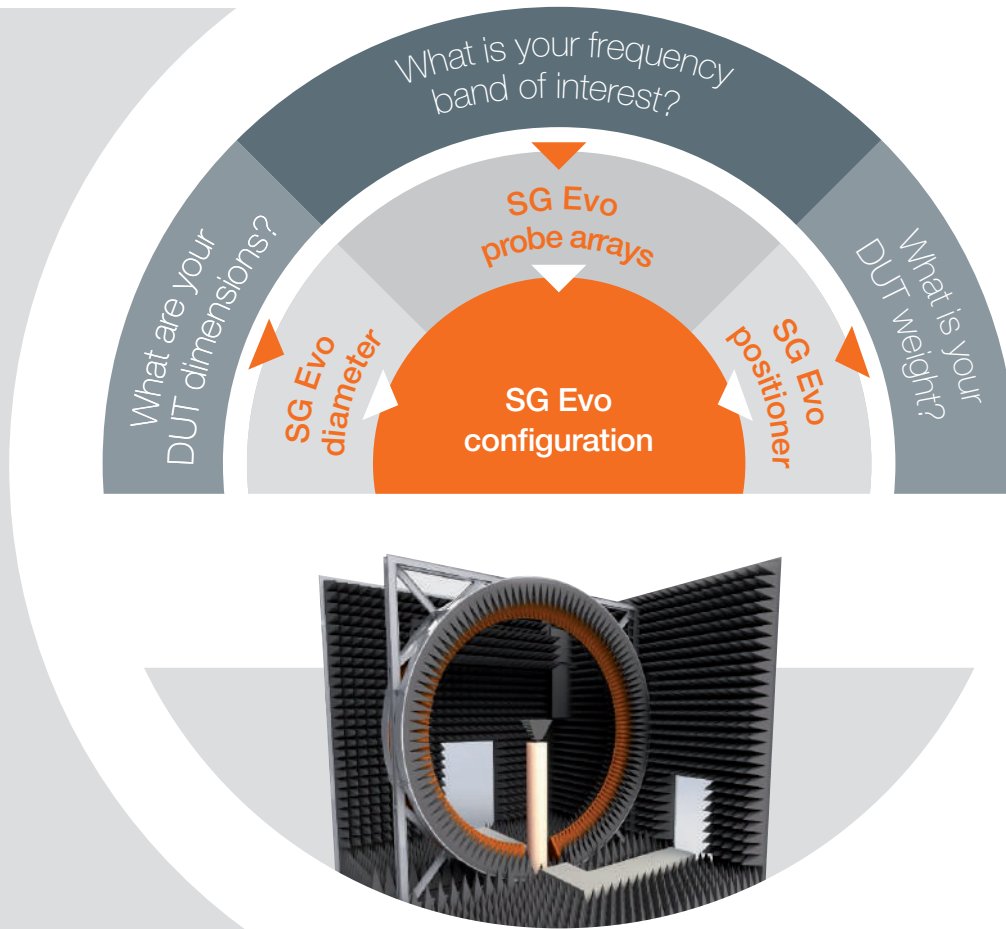 What is your frequency
band of interest?
What are your
DUT dimensions?
SG Evo
probe arrays
What is your
DUT weight?
SG Evo
diameter
SG Evo
positioner
SG Evo
configuration